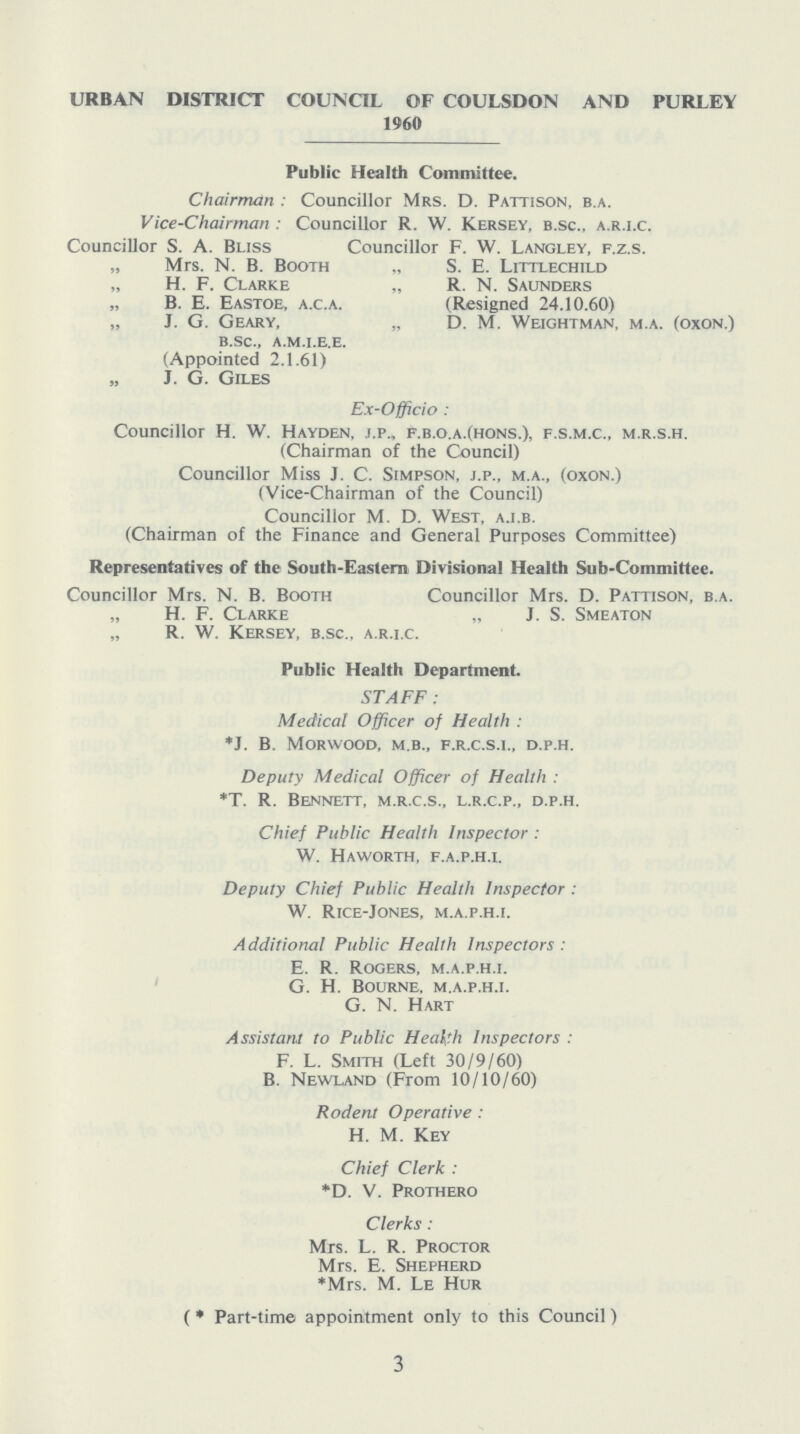 URBAN DISTRICT COUNCIL OF COULSDON AND PURLEY
1960
Public Health Committee.
Chairman : Councillor MRS. D. PATTISON, B.A.
Vice-Chairman : Councillor R. W. KERSEY, B.SC., A.R.I.C.
Councillor S. A. BLISS Councillor F. W. LANGLEY, F.Z.S.
„ Mrs. N. B. BOOTH „ S. E. LITTLECHILD
„ H. F. CLARKE „ R. N. SAUNDERS
„ B. E. EASTOE, A.C.A. (Resigned 24.10.60)
„ J. G. GEARY, „ D. M. WEIGHTMAN, M.A. (OXON.)
B.SC., A.M.I.E.E.
(Appointed 2.1.61)
„ J. G. GILES
Ex-Officio :
Councillor H. W. HAYDEN, J.P., F.B.O.A.(HONS.), F.S.M.C., M.R.S.H.
(Chairman of the Council)
Councillor Miss J. C. SIMPSON, J.P., M.A., (OXON.)
(Vice-Chairman of the Council)
Councillor M. D. WEST, A.I.B.
(Chairman of the Finance and General Purposes Committee)
Representatives of the South-Eastern Divisional Health Sub-Committee.
Councillor Mrs. N. B. BOOTH Councillor Mrs. D. PATTISON, B.A.
„ H. F. CLARKE „ J. S. SMEATON
„ R. W. KERSEY, B.SC., A.R.I.C.
Public Health Department.
STAFF :
Medical Officer of Health :
*J. B. MORWOOD, M.B., F.R.C.S.I., D.P.H.
Deputy Medical Officer of Health :
*T. R. BENNETT, M.R.C.S., L.R.C.P., D.P.H.
Chief Public Health Inspector :
W. HAWORTH, F.A.P.H.I.
Deputy Chief Public Health Inspector :
W. RICE-JONES, M.A.P.H.I.
Additional Public Health Inspectors :
E. R. ROGERS, M.A.P.H.I.
G. H. BOURNE, M.A.P.H.I.
G. N. HART
Assistant to Public Health Inspectors :
F. L. SMITH (Left 30/9/60)
B. NEWLAND (From 10/10/60)
Rodent Operative :
H. M. KEY
Chief Clerk :
*D. V. PROTHERO
Clerks :
Mrs. L. R. PROCTOR
Mrs. E. SHEPHERD
*Mrs. M. LE HUR
(* Part-time appointment only to this Council)
3